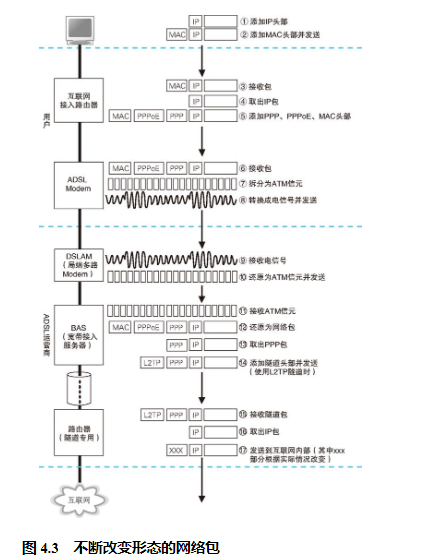 IP ① 添加IP头部
MAC IP ② 添加MAC头部并发送
互联网
接入路由器
用户
MAC IP ③ 接收包
IP ④ 取出IP包
MAC PPPoE PPP IP ⑤ 添加PPP、PPPoE、MAC头部
ADSL
Modem
MAC PPPoE PPP IP ⑥ 接收包
⑦ 拆分为ATM信元
⑧ 转换成电信号并发送
DSLAM
(局端多路
Modem)
⑨ 接收电信号
⑩ 还原为ATM信元并发送
ADSL运营商
BAS
(宽带接入
服务器)
⑪ 接收ATM信元
MAC PPPoE PPP IP ⑫ 还原为网络包
PPP IP ⑬ 取出PPP包
L2TP PPP IP ⑭ 添加隧道头部并发送
(使用L2TP隧道时)
路由器
(隧道专用)
L2TP PPP IP ⑮ 接收隧道包
IP ⑯ 取出IP包
XXX IP ⑰ 发送到互联网内部(其中xxx
部分根据实际情况改变)
互联网
图 4.3 不断改变形态的网络包